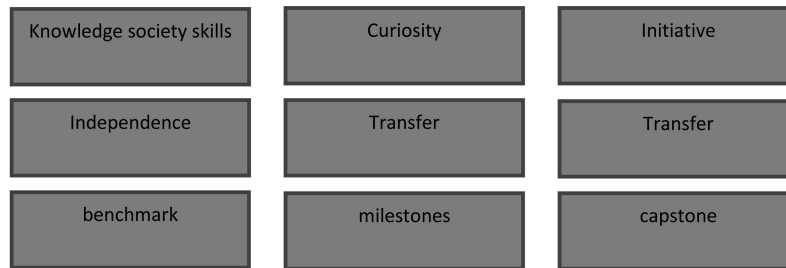 Knowledge society skills
Curiosity
Initiative
Independence
Transfer
Transfer
benchmark
milestones
capstone